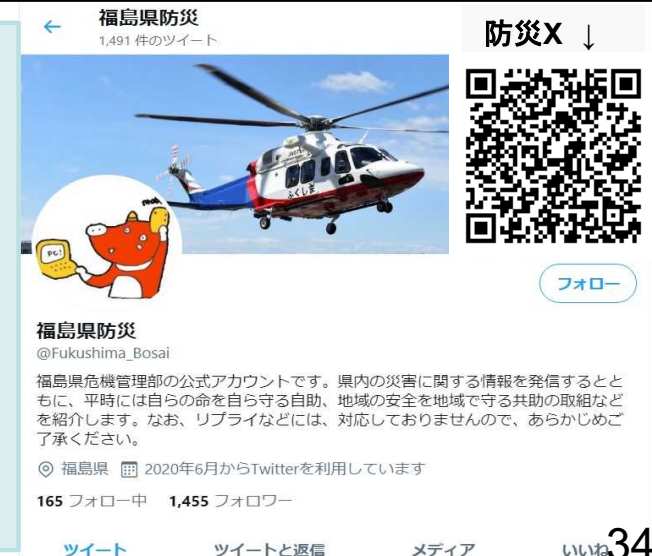 福島県防災
1,491 件のツイート
防災X ↓
ふくしま
PC!
フォロー
福島県防災
@Fukushima_Bosai
福島県危機管理部の公式アカウントです。県内の災害に関する情報を発信するとと
もに、平時には自らの命を自ら守る自助、地域の安全を地域で守る共助の取組など
を紹介します。なお、リプライなどには、対応しておりませんので、あらかじめご
了承ください。
福島県 2020年6月からTwitterを利用しています
165 フォロー中 1,455 フォロワー
ツイート ツイートと返信 メディア いいね
34